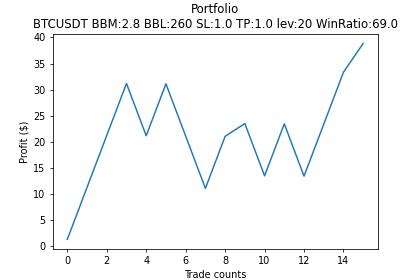 Portfolio
BTCUSDT BBM:2.8 BBL:260 SL:1.0 TP:1.0 lev:20 WinRatio:69.0
40
35
30
25
20
15
10
5
0
Profit ($)
0 2 4 6 8 10 12 14
Trade counts